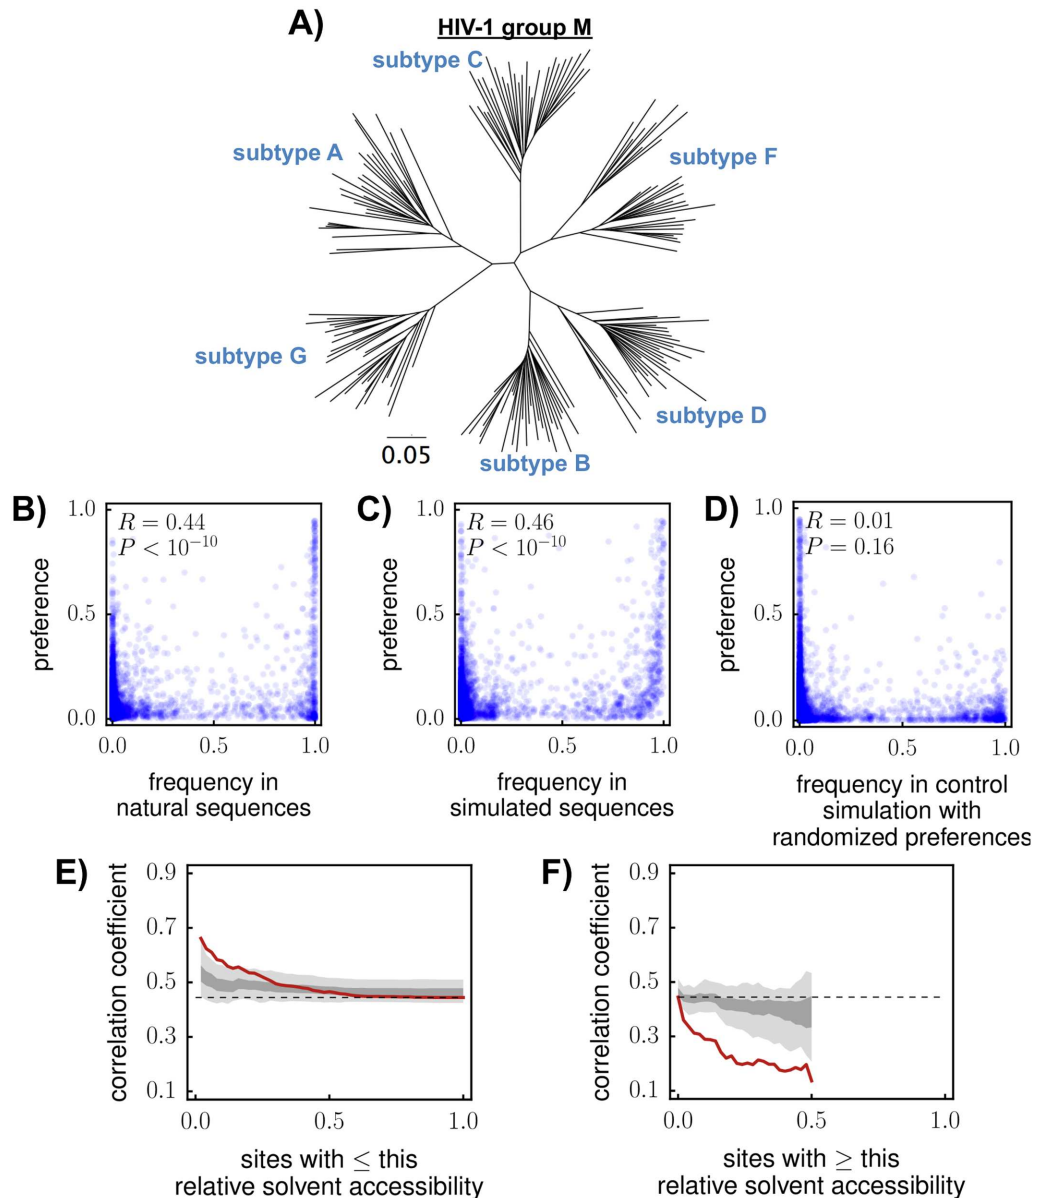 A)
HIV-1 group M
subtype C
subtype A
subtype F
subtype G
subtype D
subtype B
0.05
B)
R = 0.44
P < 10⁻¹⁰
1.0
0.5
0.0
preference
0.0 0.5 1.0
frequency in
natural sequences
C)
R = 0.46
P < 10⁻¹⁰
1.0
0.5
0.0
preference
0.0 0.5 1.0
frequency in
simulated sequences
D)
R = 0.01
P = 0.16
1.0
0.5
0.0
preference
0.0 0.5 1.0
frequency in control
simulation with
randomized preferences
E)
0.9
0.7
0.5
0.3
0.1
correlation coefficient
0.0 0.5 1.0
sites with ≤ this
relative solvent accessibility
F)
0.9
0.7
0.5
0.3
0.1
correlation coefficient
0.0 0.5 1.0
sites with ≥ this
relative solvent accessibility